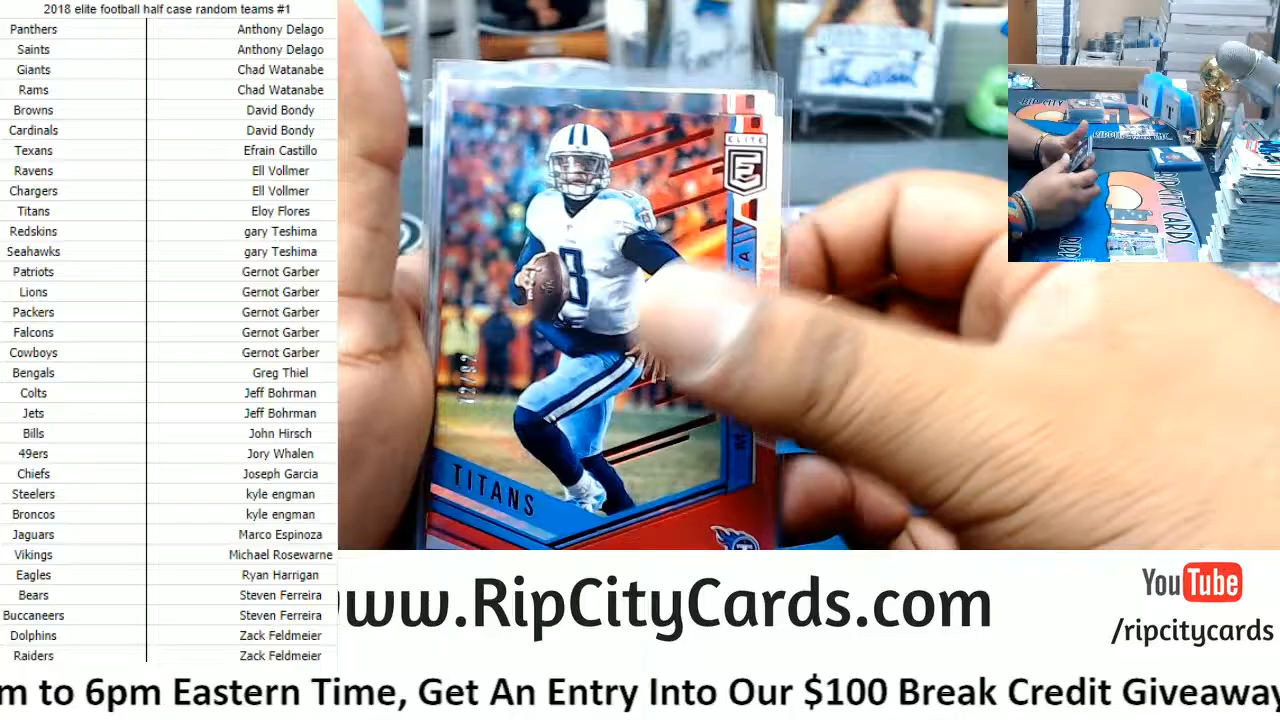 2018 elite football half case random teams #1
Panthers Anthony Delago
Saints Anthony Delago
Giants Chad Watanabe
Rams Chad Watanabe
Browns David Bondy
Cardinals David Bondy
Texans Efrain Castillo
Ravens Ell Vollmer
Chargers Ell Vollmer
Titans Eloy Flores
Redskins gary Teshima
Seahawks gary Teshima
Patriots Gernot Garber
Lions Gernot Garber
Packers Gernot Garber
Falcons Gernot Garber
Cowboys Gernot Garber
Bengals Greg Thiel
Colts Jeff Bohrman
Jets Jeff Bohrman
Bills John Hirsch
49ers Jory Whalen
Chiefs Joseph Garcia
Steelers kyle engman
Broncos kyle engman
Jaguars Marco Espinoza
Vikings Michael Rosewarne
Eagles Ryan Harrigan
Bears Steven Ferreira
Buccaneers Steven Ferreira
Dolphins Zack Feldmeier
Raiders Zack Feldmeier
ELITE
E
8
TITANS
RIP CITY
www.RipCityCards.com
YouTube
/ripcitycards
m to 6pm Eastern Time, Get An Entry Into Our $100 Break Credit Giveaway